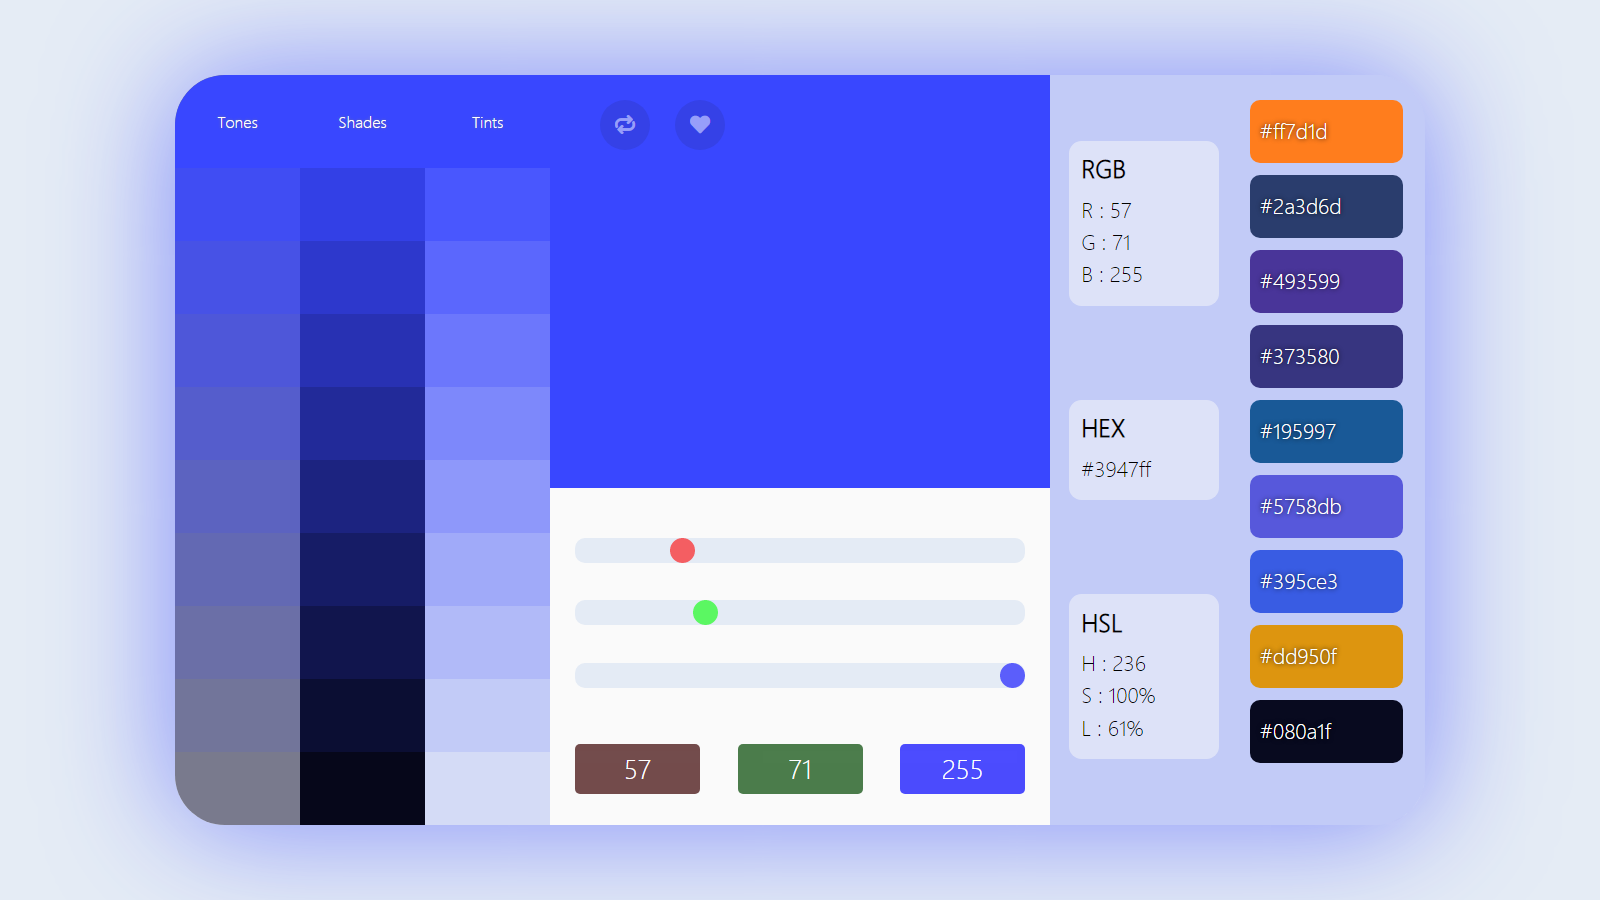 Tones
Shades
Tints
RGB
R : 57
G : 71
B : 255
HEX
#3947ff
HSL
H : 236
S : 100%
L : 61%
#ff7d1d
#2a3d6d
#493599
#373580
#195997
#5758db
#395ce3
#dd950f
#080a1f
57
71
255